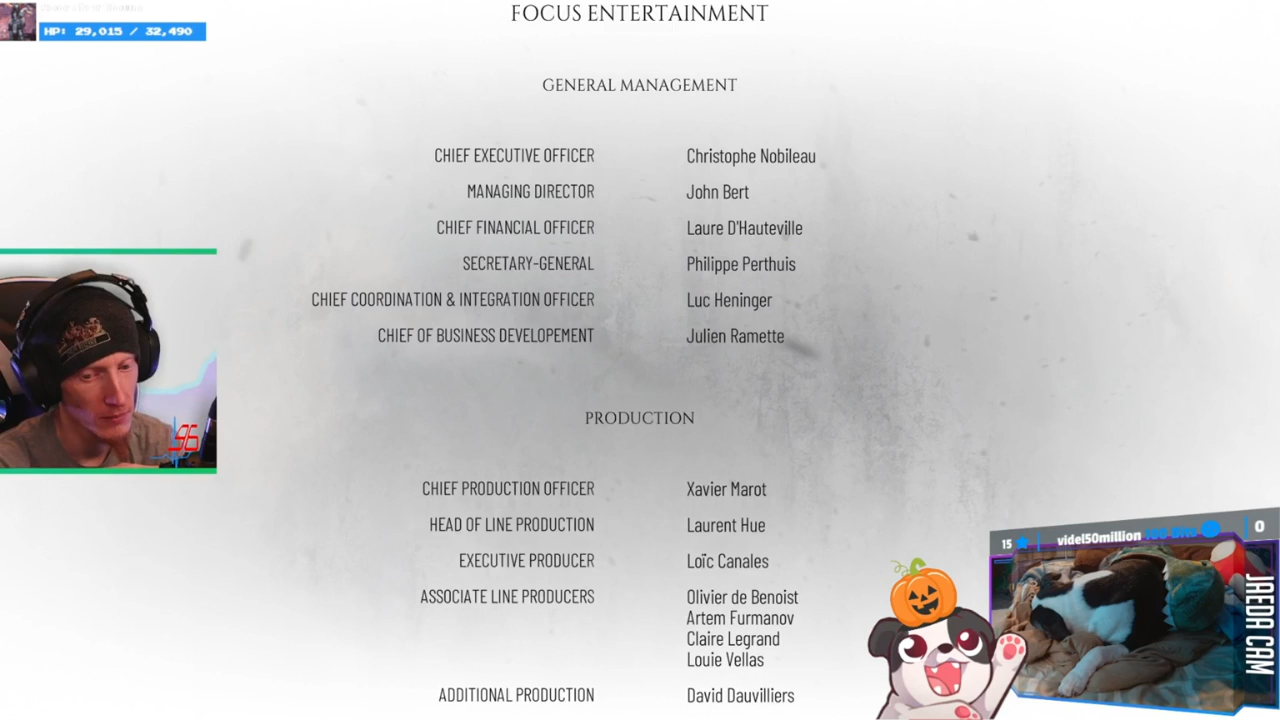 FOCUS ENTERTAINMENT
HP: 29,015 / 32,490
GENERAL MANAGEMENT
CHIEF EXECUTIVE OFFICER Christophe Nobileau
MANAGING DIRECTOR John Bert
CHIEF FINANCIAL OFFICER Laure D'Hauteville
SECRETARY-GENERAL Philippe Perthuis
CHIEF COORDINATION & INTEGRATION OFFICER Luc Heninger
CHIEF OF BUSINESS DEVELOPEMENT Julien Ramette
PRODUCTION
96
CHIEF PRODUCTION OFFICER Xavier Marot
HEAD OF LINE PRODUCTION Laurent Hue
EXECUTIVE PRODUCER Loïc Canales
ASSOCIATE LINE PRODUCERS Olivier de Benoist
Artem Furmanov
Claire Legrand
Louie Vellas
ADDITIONAL PRODUCTION David Dauvilliers
15 videl50million 100 Bits 0
JAEDA CAM